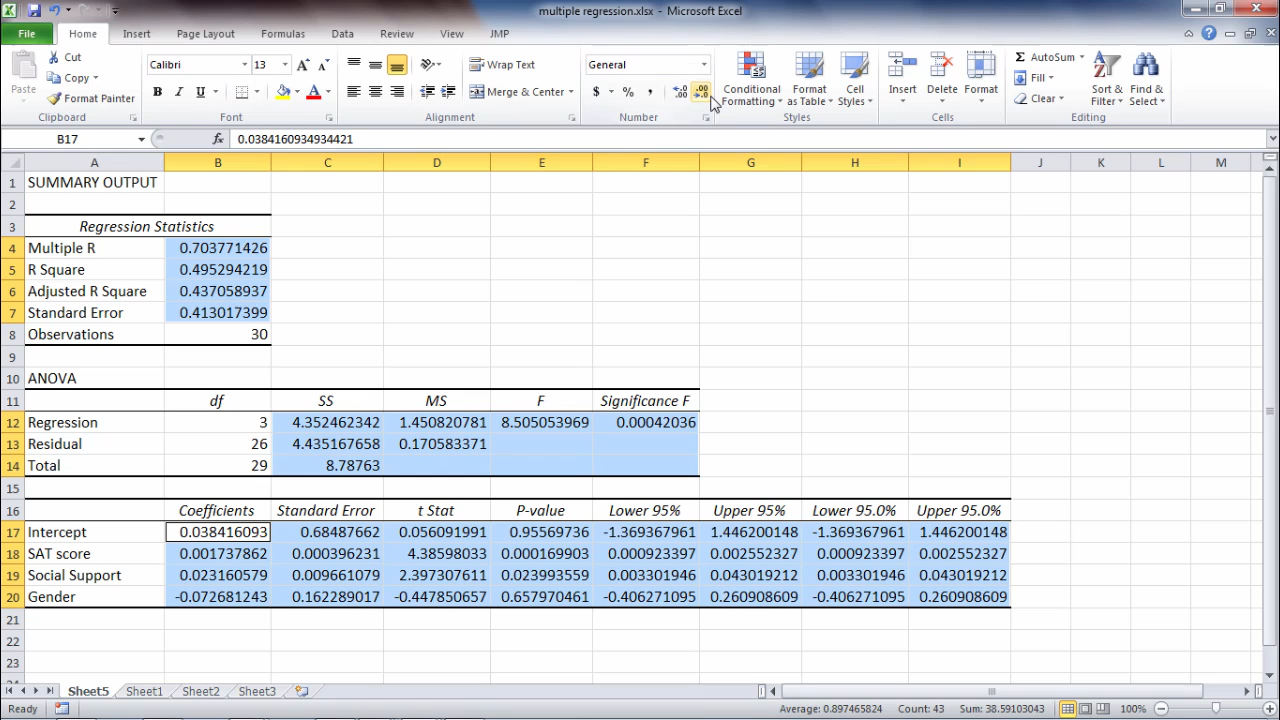 multiple regression.xlsx - Microsoft Excel
File Home Insert Page Layout Formulas Data Review View JMP
Paste
Cut
Copy
Format Painter
Clipboard
Calibri 13
B I U
Font
Wrap Text
Merge & Center
Alignment
General
$ % ,
Number
Conditional Formatting
Format as Table
Cell Styles
Styles
Insert
Delete
Format
Cells
Σ AutoSum
Fill
Clear
Sort & Filter
Find & Select
Editing
B17 fx 0.0384160934934421
A B C D E F G H I J K L M
1 SUMMARY OUTPUT
2
3 Regression Statistics
4 Multiple R 0.703771426
5 R Square 0.495294219
6 Adjusted R Square 0.437058937
7 Standard Error 0.413017399
8 Observations 30
9
10 ANOVA
11 df SS MS F Significance F
12 Regression 3 4.352462342 1.450820781 8.505053969 0.00042036
13 Residual 26 4.435167658 0.170583371
14 Total 29 8.78763
15
16 Coefficients Standard Error t Stat P-value Lower 95% Upper 95% Lower 95.0% Upper 95.0%
17 Intercept 0.038416093 0.68487662 0.056091991 0.95569736 -1.369367961 1.446200148 -1.369367961 1.446200148
18 SAT score 0.001737862 0.000396231 4.38598033 0.000169903 0.000923397 0.002552327 0.000923397 0.002552327
19 Social Support 0.023160579 0.009661079 2.397307611 0.023993559 0.003301946 0.043019212 0.003301946 0.043019212
20 Gender -0.072681243 0.162289017 -0.447850657 0.657970461 -0.406271095 0.260908609 -0.406271095 0.260908609
21
22
23
Sheet5 Sheet1 Sheet2 Sheet3
Ready Average: 0.897465824 Count: 43 Sum: 38.59103043 100%